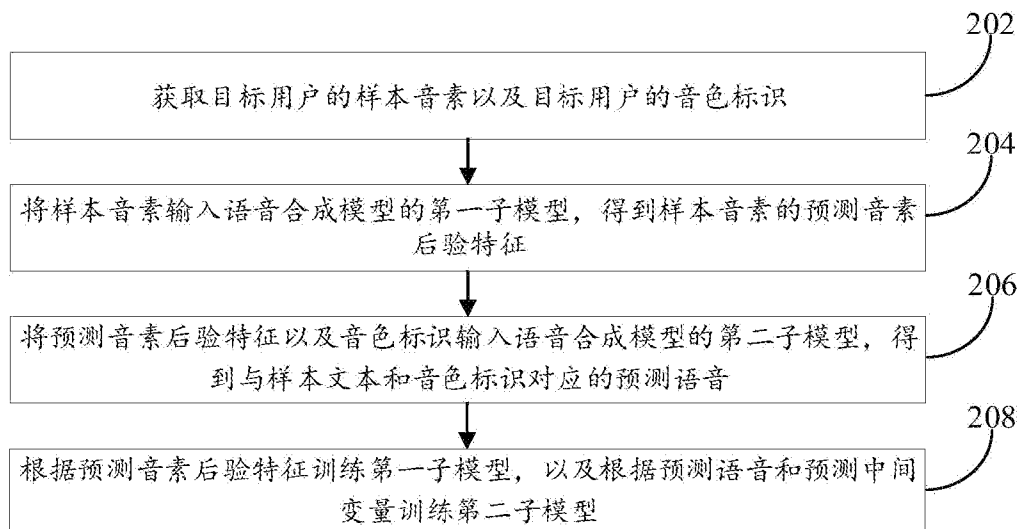 202
获取目标用户的样本音素以及目标用户的音色标识
204
将样本音素输入语音合成模型的第一子模型，得到样本音素的预测音素
后验特征
206
将预测音素后验特征以及音色标识输入语音合成模型的第二子模型，得
到与样本文本和音色标识对应的预测语音
208
根据预测音素后验特征训练第一子模型，以及根据预测语音和预测中间
变量训练第二子模型